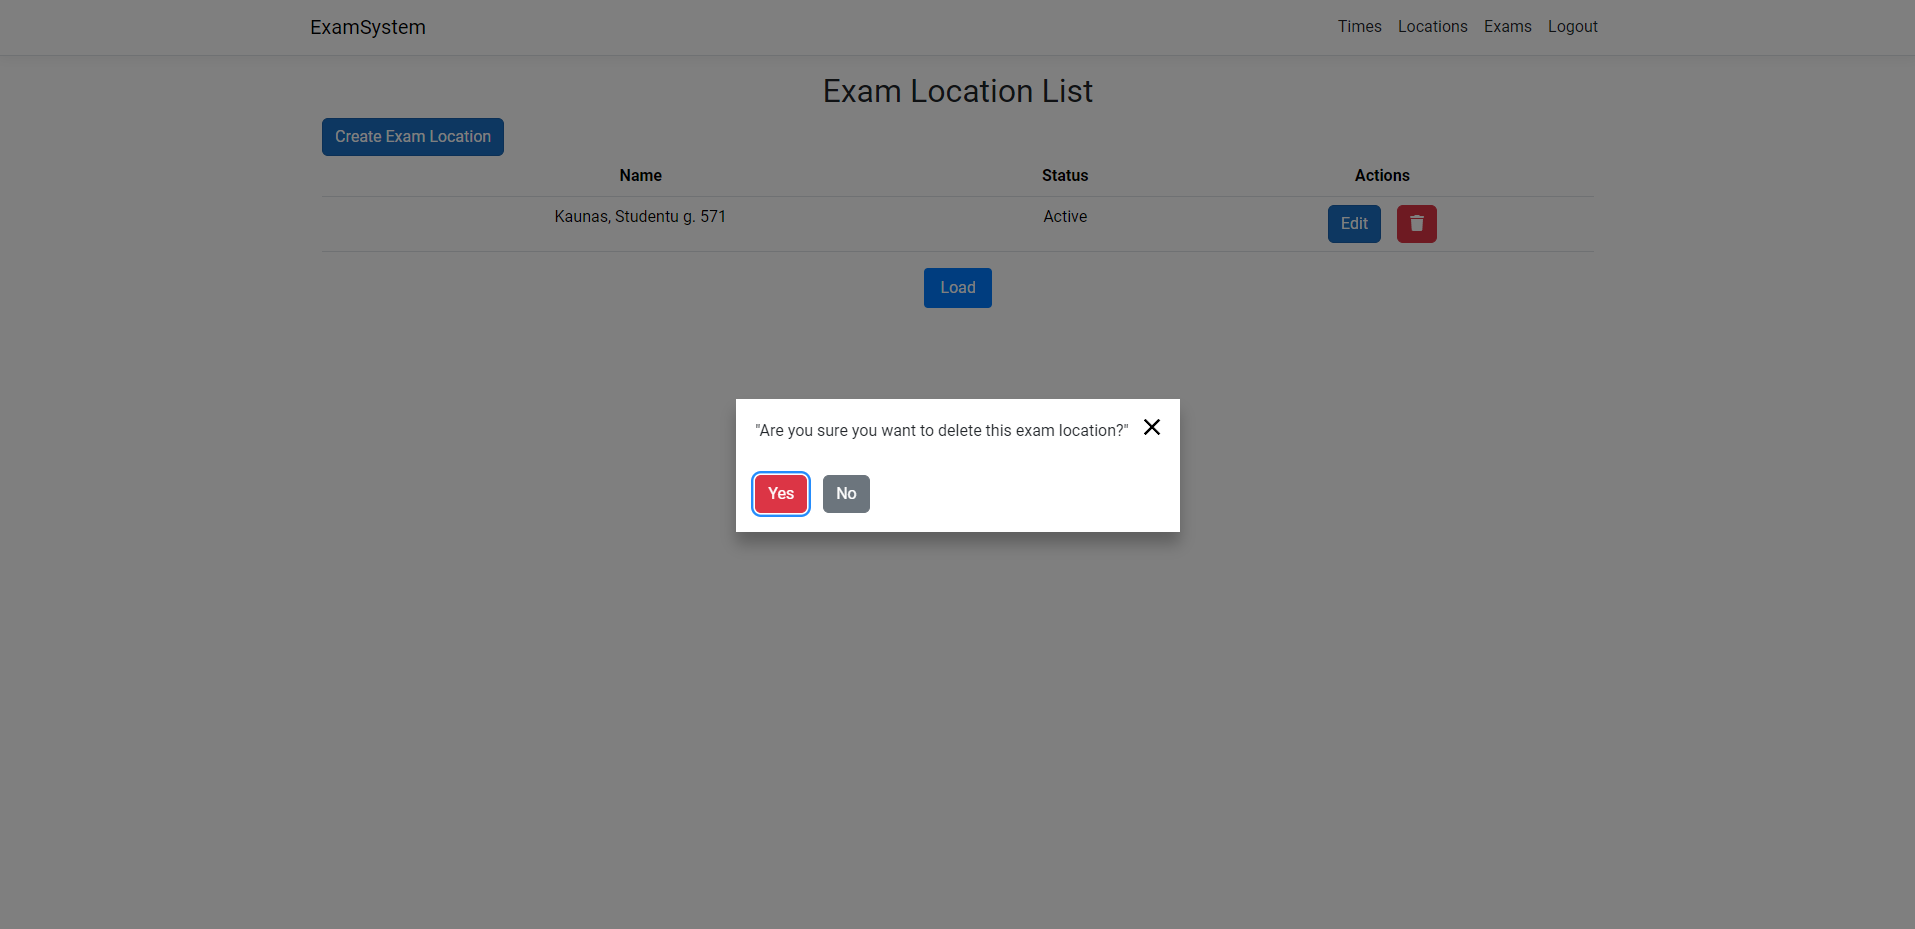 ExamSystem
Times Locations Exams Logout
Exam Location List
Create Exam Location
Name Status Actions
Kaunas, Studentu g. 571 Active Edit
Load
"Are you sure you want to delete this exam location?"
Yes No